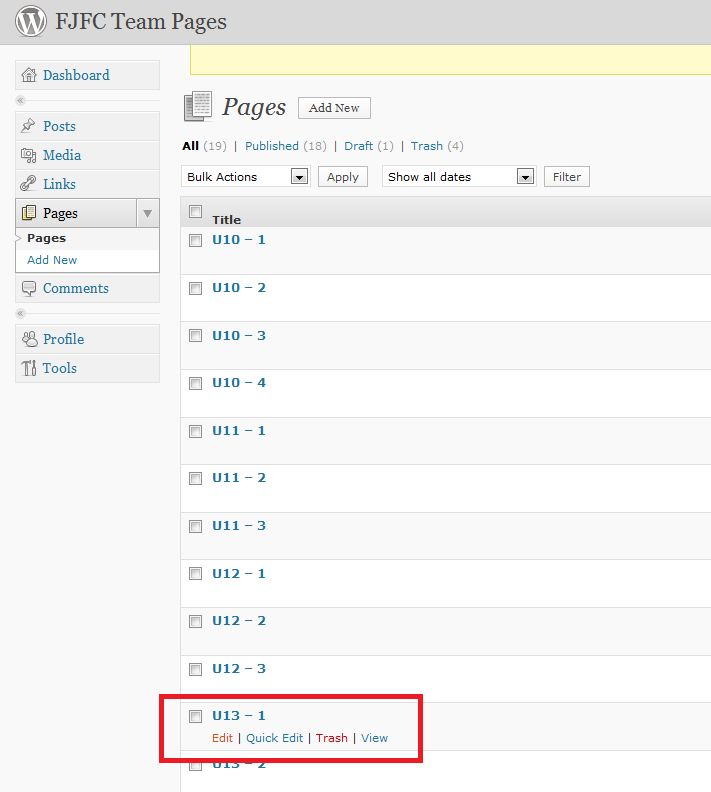 FJFC Team Pages
Dashboard
Posts
Media
Links
Pages
Pages
Add New
Comments
Profile
Tools
Pages Add New
All (19) | Published (18) | Draft (1) | Trash (4)
Bulk Actions Apply Show all dates Filter
Title
U10 – 1
U10 – 2
U10 – 3
U10 – 4
U11 – 1
U11 – 2
U11 – 3
U12 – 1
U12 – 2
U12 – 3
U13 – 1
Edit | Quick Edit | Trash | View
U13 – 2